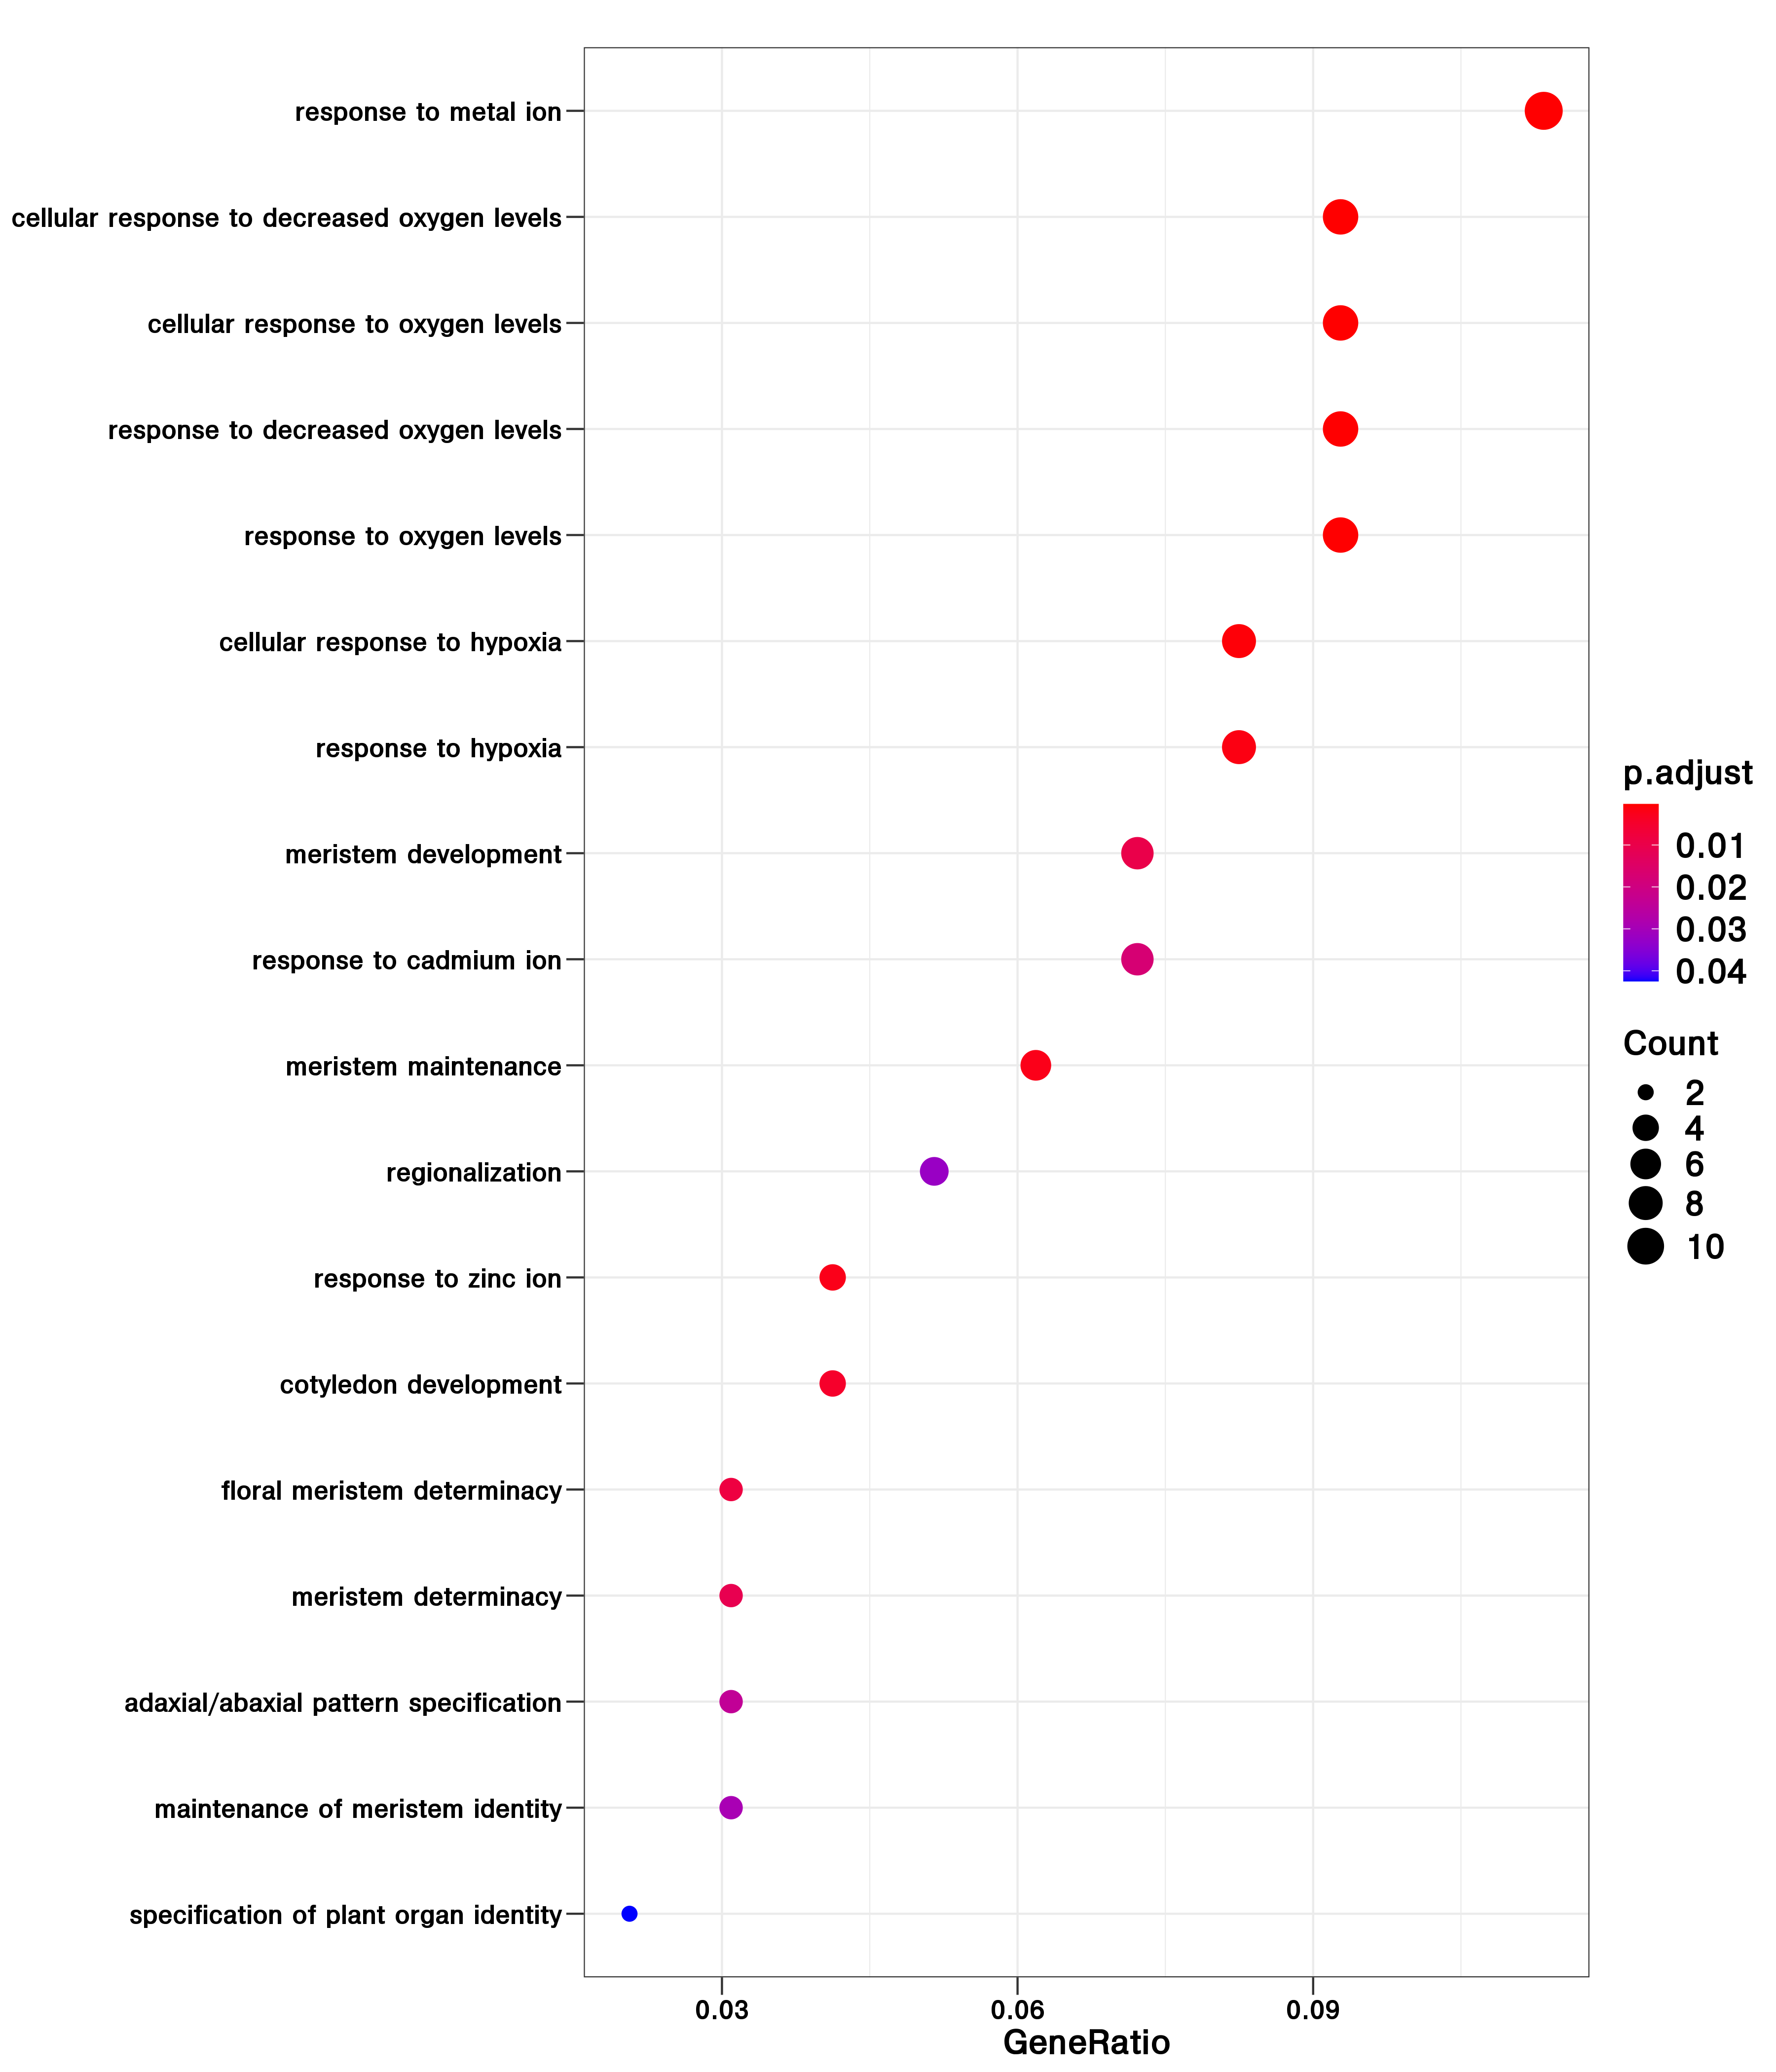 response to metal ion
cellular response to decreased oxygen levels
cellular response to oxygen levels
response to decreased oxygen levels
response to oxygen levels
cellular response to hypoxia
response to hypoxia
meristem development
response to cadmium ion
meristem maintenance
regionalization
response to zinc ion
cotyledon development
floral meristem determinacy
meristem determinacy
adaxial/abaxial pattern specification
maintenance of meristem identity
specification of plant organ identity
0.03 0.06 0.09
GeneRatio
p.adjust
0.01
0.02
0.03
0.04
Count
2
4
6
8
10